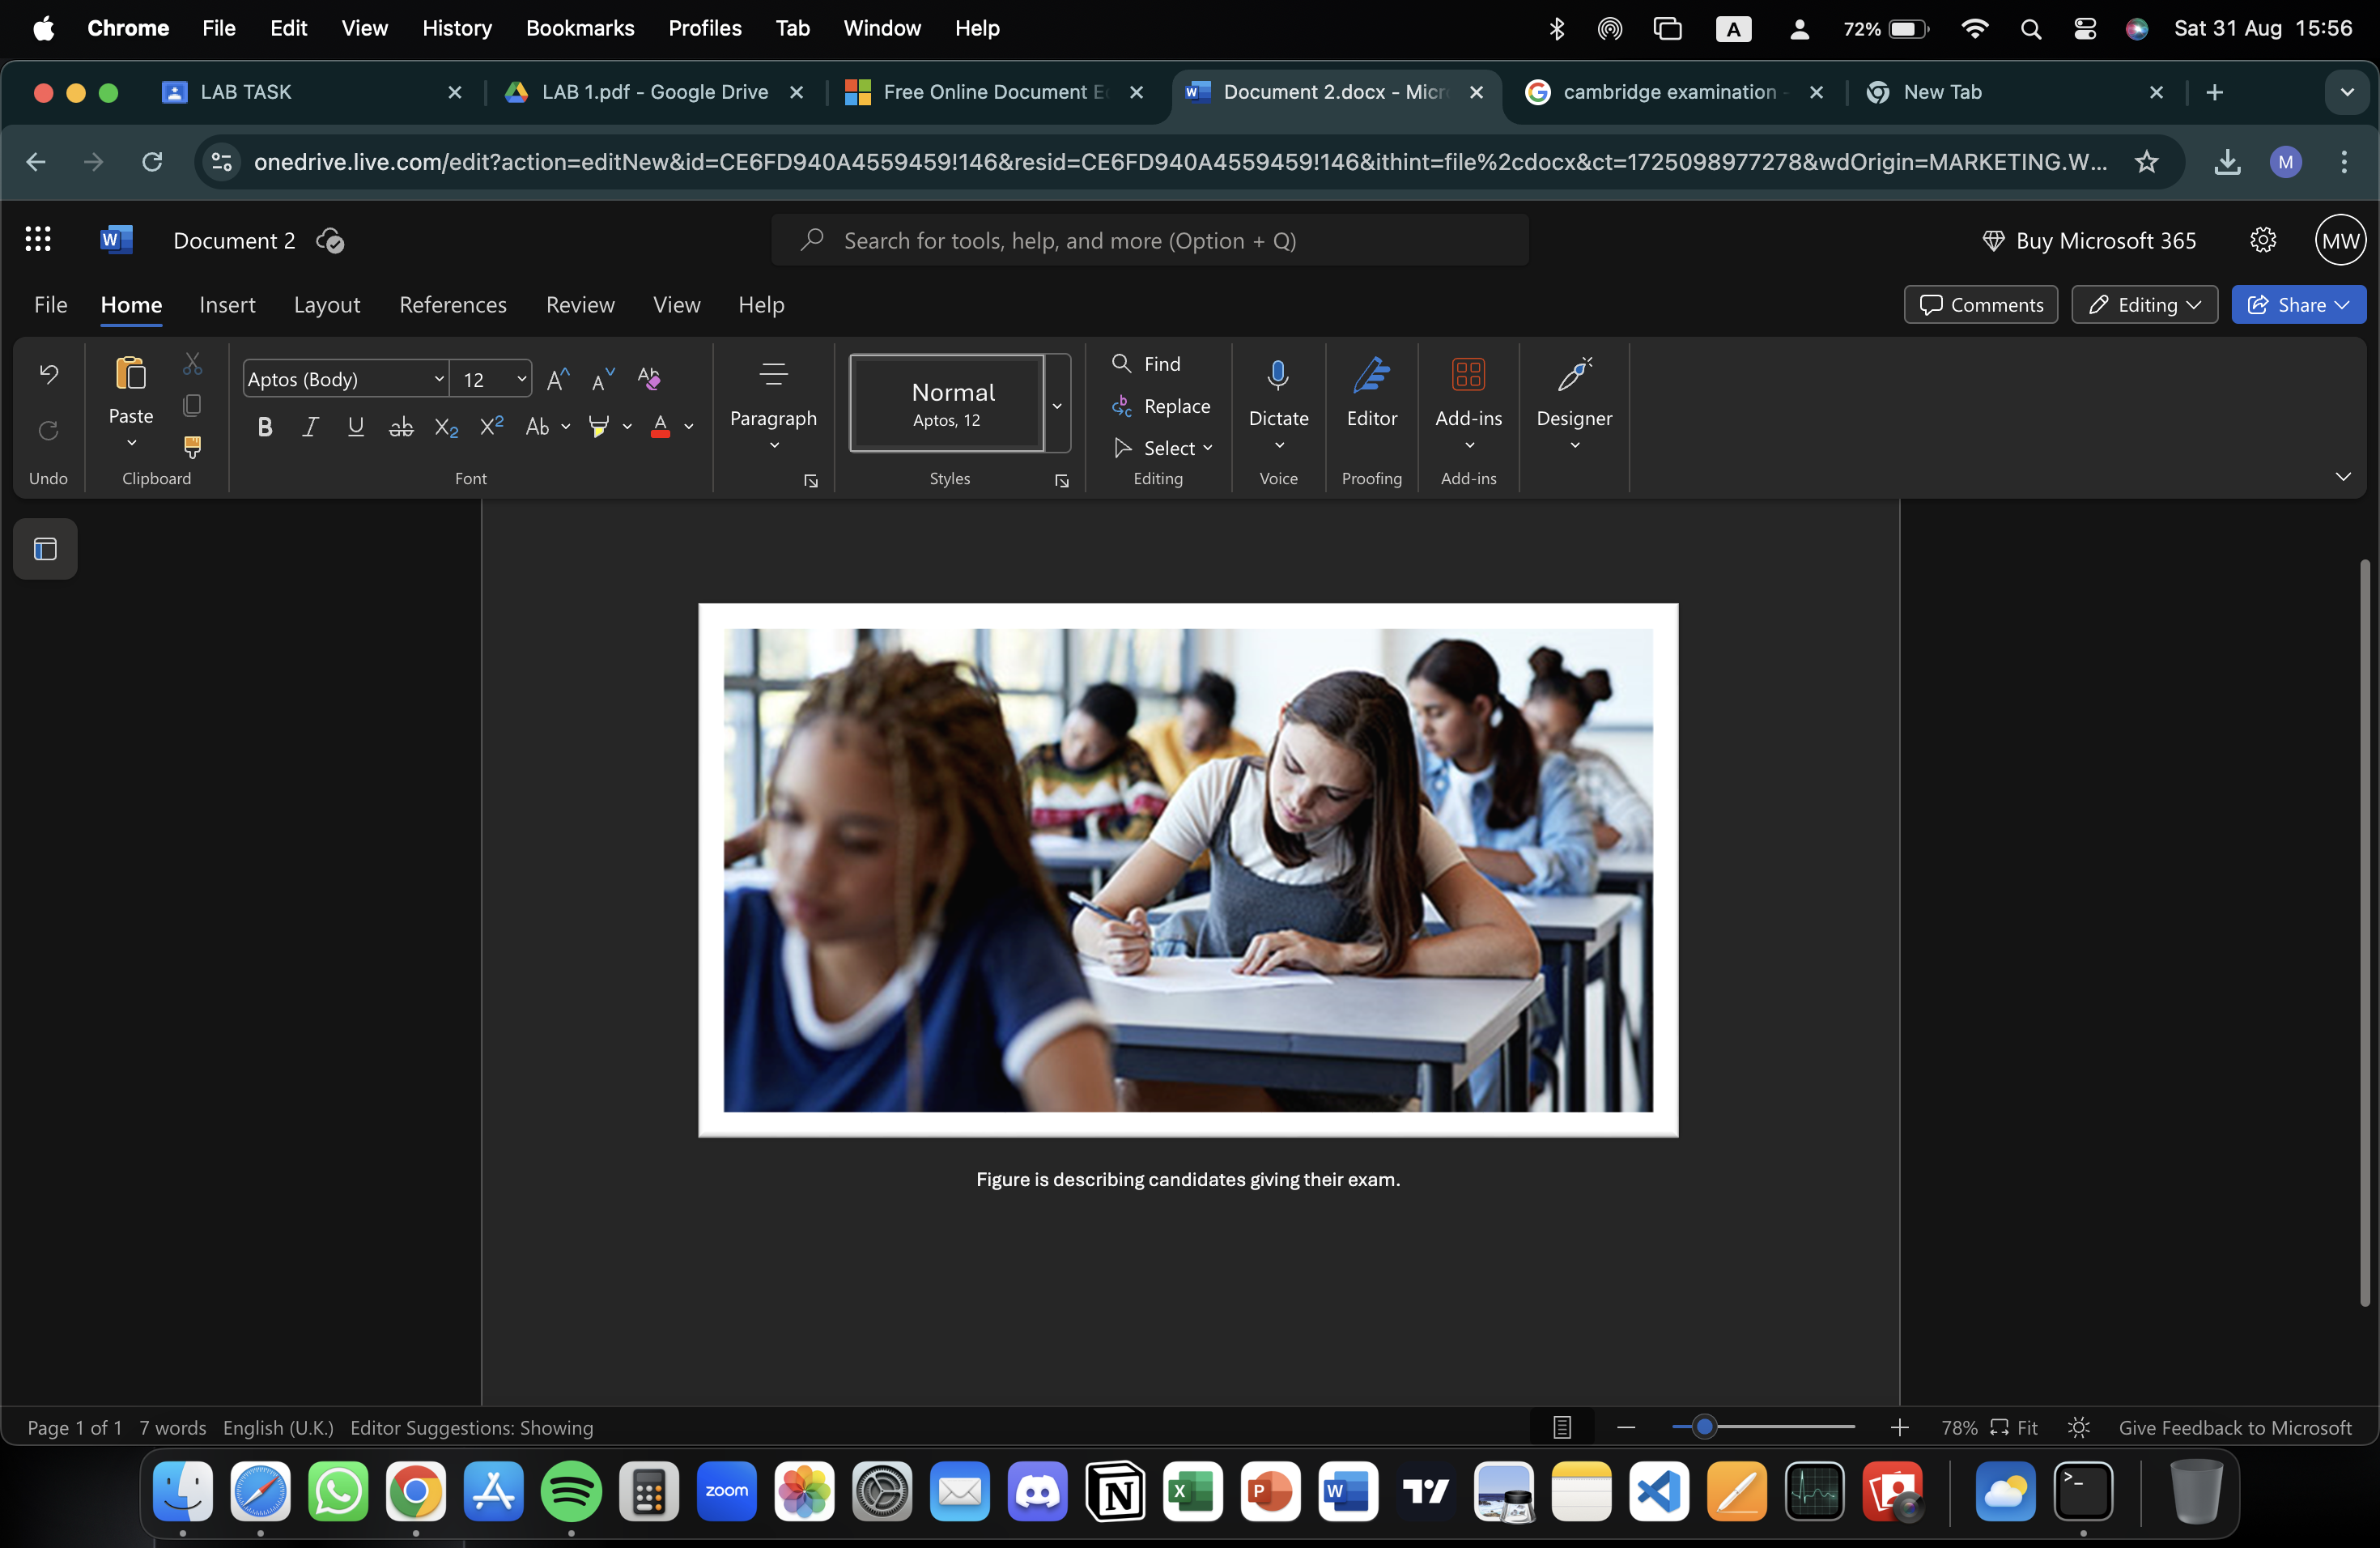 Chrome File Edit View History Bookmarks Profiles Tab Window Help A 72% Sat 31 Aug 15:56
LAB TASK LAB 1.pdf - Google Drive Free Online Document Document 2.docx - Micr cambridge examination - New Tab
onedrive.live.com/edit?action=editNew&id=CE6FD940A4559459!146&resid=CE6FD940A4559459!146&ithint=file%2cdocx&ct=1725098977278&wdOrigin=MARKETING.W... M
W Document 2 Search for tools, help, and more (Option + Q) Buy Microsoft 365 MW
File Home Insert Layout References Review View Help Comments Editing Share
Aptos (Body) 12 A A A Normal Find
Paste Paragraph Aptos, 12 Replace Dictate Editor Add-ins Designer
B I U ab X2 X2 Ab A Select
Undo Clipboard Font Styles Editing Voice Proofing Add-ins
Figure is describing candidates giving their exam.
Page 1 of 1 7 words English (U.K.) Editor Suggestions: Showing 78% Fit Give Feedback to Microsoft
zoom N X P W